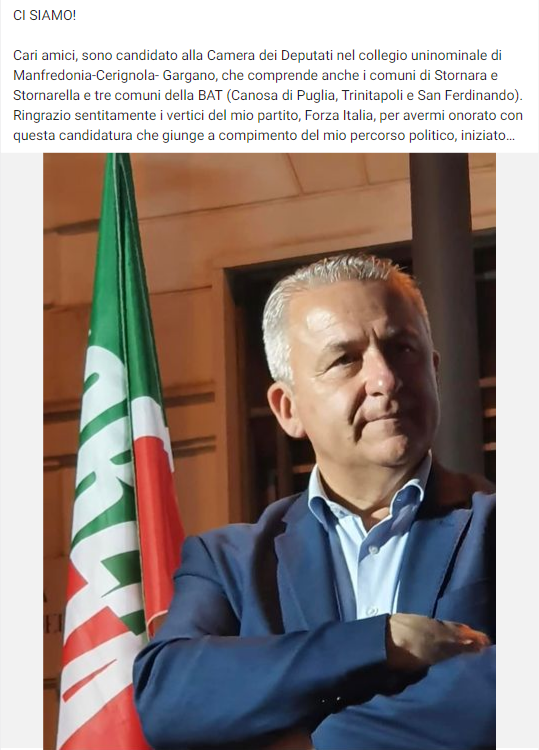 CI SIAMO!
Cari amici, sono candidato alla Camera dei Deputati nel collegio uninominale di
Manfredonia-Cerignola- Gargano, che comprende anche i comuni di Stornara e
Stornarella e tre comuni della BAT (Canosa di Puglia, Trinitapoli e San Ferdinando).
Ringrazio sentitamente i vertici del mio partito, Forza Italia, per avermi onorato con
questa candidatura che giunge a compimento del mio percorso politico, iniziato...